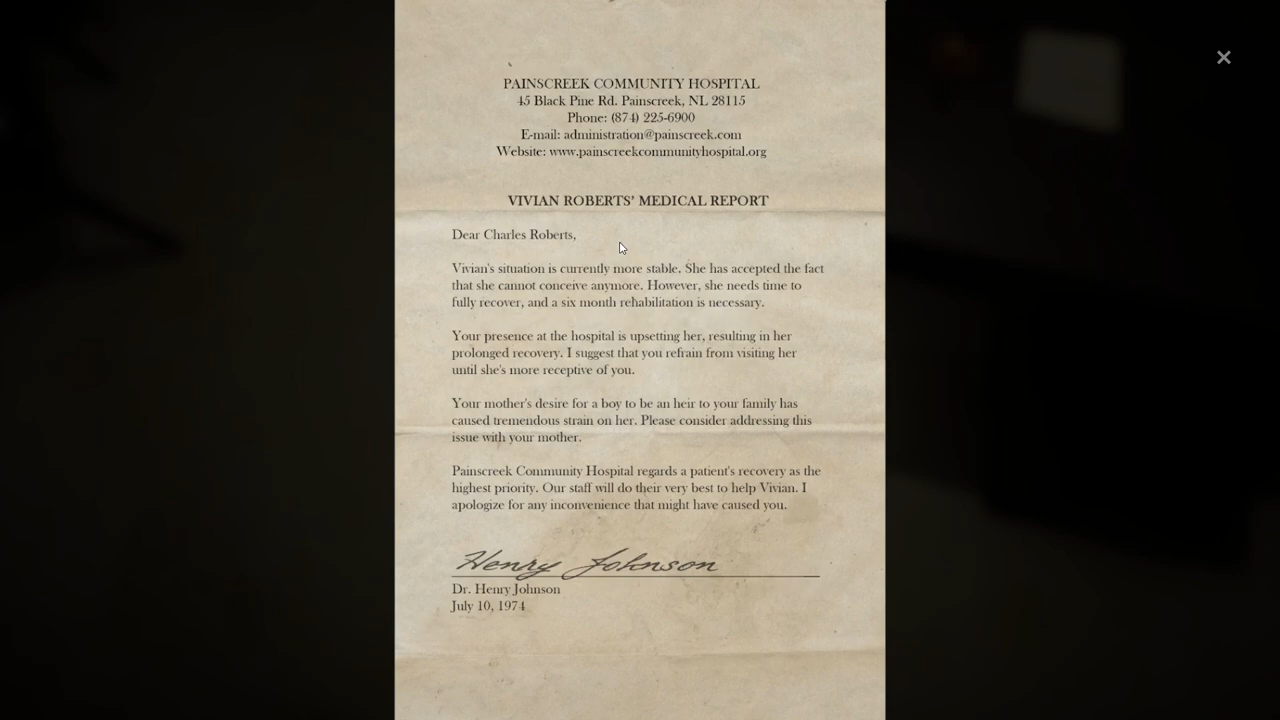 PAINSCREEK COMMUNITY HOSPITAL
45 Black Pine Rd. Painscreek, NL 28115
Phone: (874) 225-6900
E-mail: administration@painscreek.com
Website: www.painscreekcommunityhospital.org
VIVIAN ROBERTS' MEDICAL REPORT
Dear Charles Roberts,
Vivian's situation is currently more stable. She has accepted the fact
that she cannot conceive anymore. However, she needs time to
fully recover, and a six month rehabilitation is necessary.
Your presence at the hospital is upsetting her, resulting in her
prolonged recovery. I suggest that you refrain from visiting her
until she's more receptive of you.
Your mother's desire for a boy to be an heir to your family has
caused tremendous strain on her. Please consider addressing this
issue with your mother.
Painscreek Community Hospital regards a patient's recovery as the
highest priority. Our staff will do their very best to help Vivian. I
apologize for any inconvenience that might have caused you.
Henry Johnson
Dr. Henry Johnson
July 10, 1974